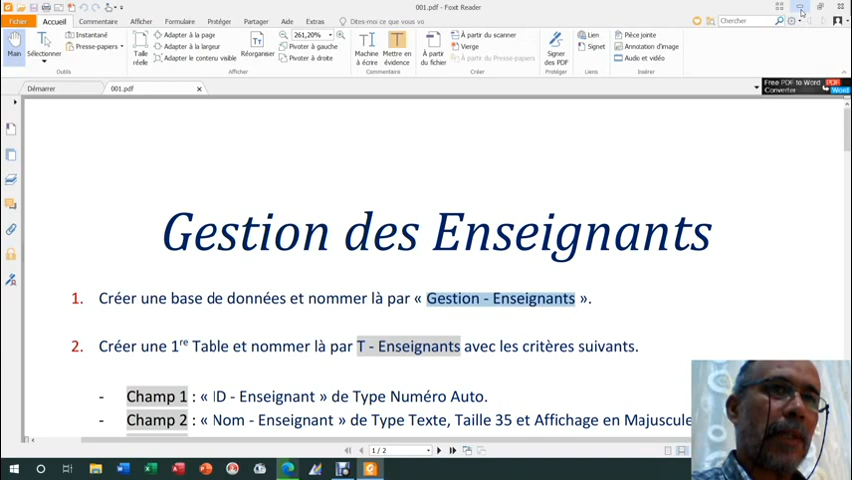 001.pdf - Foxit Reader
Fichier Accueil Commentaire Afficher Formulaire Protéger Partager Aide Extras Dites-moi ce que vous Chercher
Main
Sélectionner
Instantané
Presse-papiers
Outils
Taille réelle
Adapter à la page
Adapter à la largeur
Adapter le contenu visible
Réorganiser
261,20%
Pivoter à gauche
Pivoter à droite
Afficher
Machine à écrire
Mettre en évidence
Commentaire
À partir du fichier
À partir du scanner
Vierge
À partir du Presse-papiers
Créer
Signer des PDF
Protéger
Lien
Signet
Liens
Pièce jointe
Annotation d'image
Audio et vidéo
Insérer
Démarrer 001.pdf
Free PDF to Word Converter
PDF
Word
Gestion des Enseignants
1. Créer une base de données et nommer là par « Gestion - Enseignants ».
2. Créer une 1re Table et nommer là par T - Enseignants avec les critères suivants.
- Champ 1 : « ID - Enseignant » de Type Numéro Auto.
- Champ 2 : « Nom - Enseignant » de Type Texte, Taille 35 et Affichage en Majuscule
1 / 2